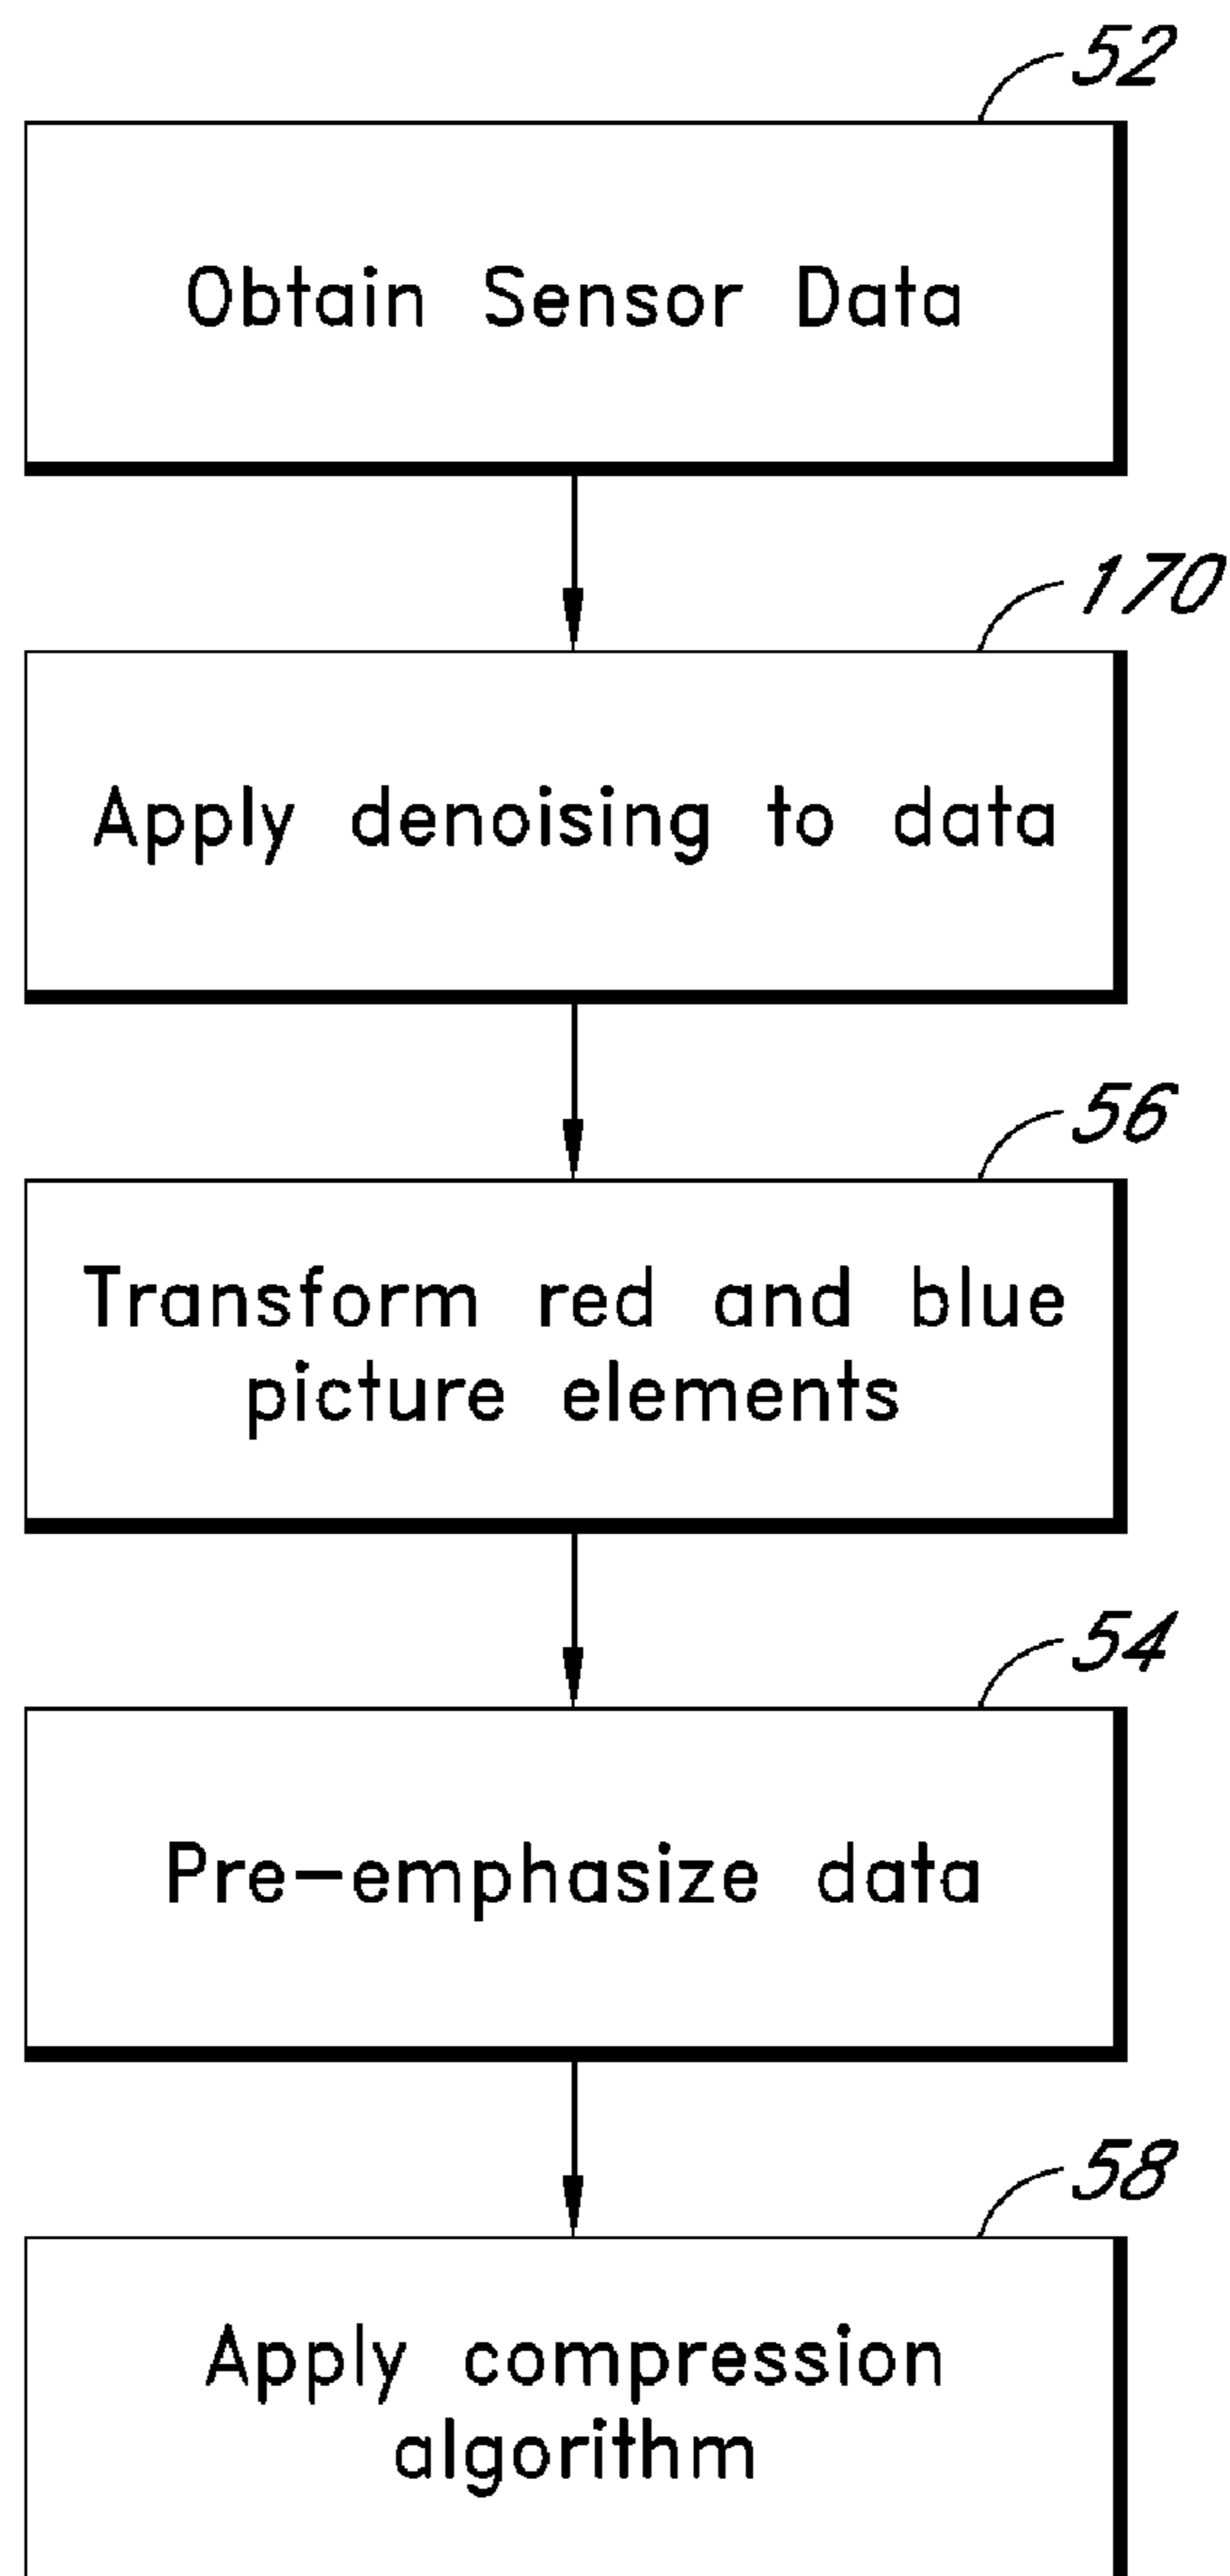 52
Obtain Sensor Data
170
Apply denoising to data
56
Transform red and blue
picture elements
54
Pre-emphasize data
58
Apply compression
algorithm